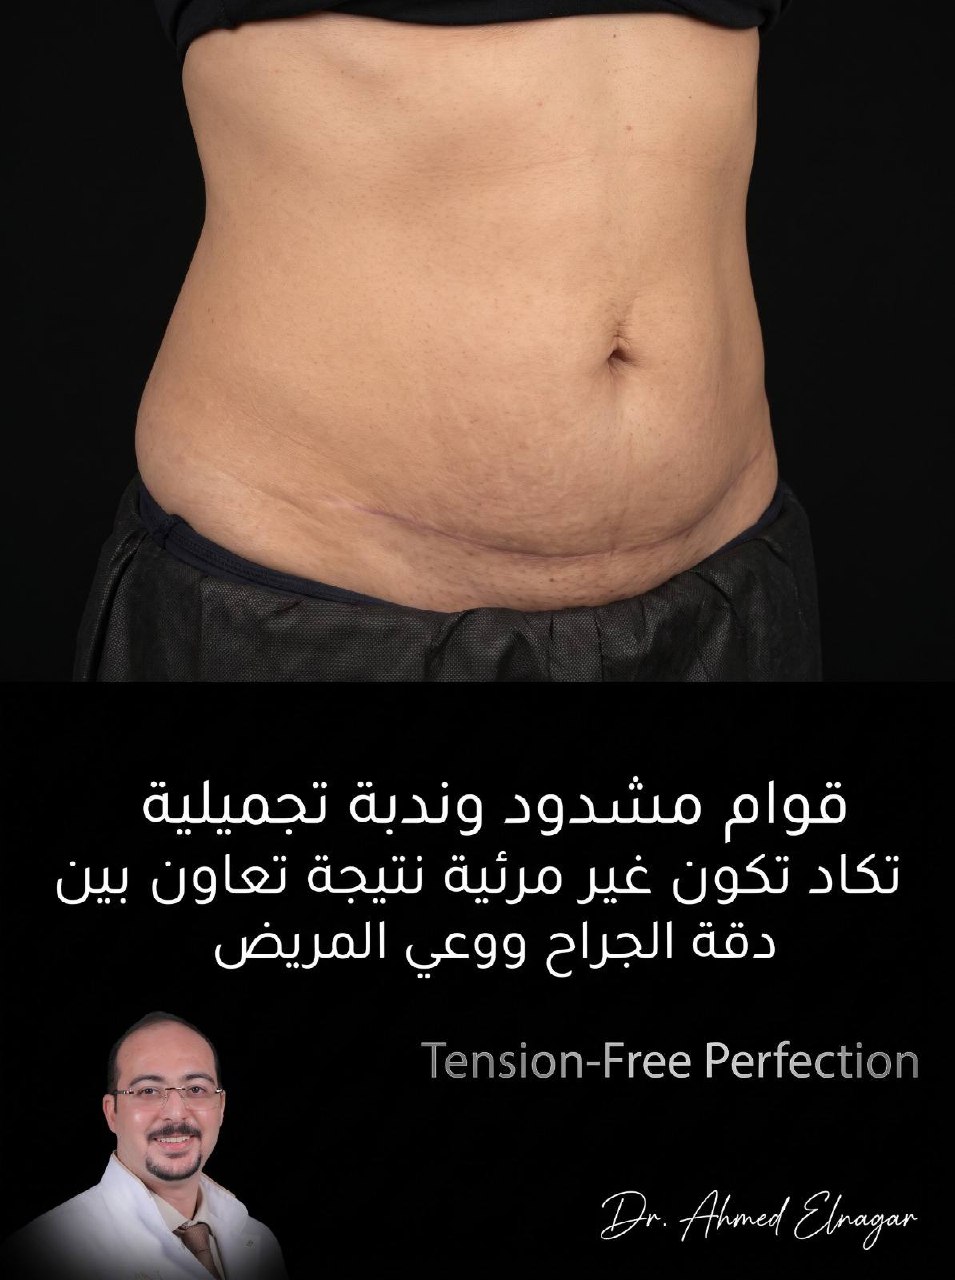 قوام مشدود وندبة تجميلية
تكاد تكون غير مرئية نتيجة تعاون بين
دقة الجراح ووعي المريض
Tension-Free Perfection
Dr. Ahmed Elnagar